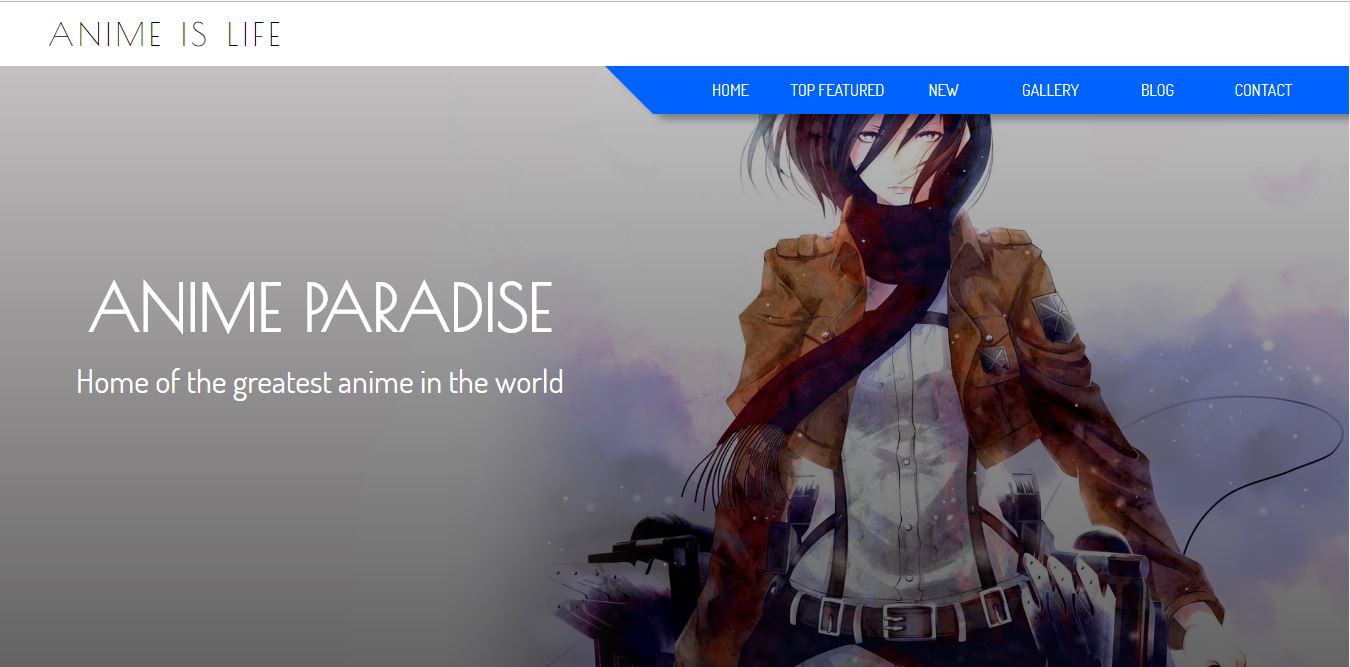 ANIME IS LIFE
HOME TOP FEATURED NEW GALLERY BLOG CONTACT
ANIME PARADISE
Home of the greatest anime in the world